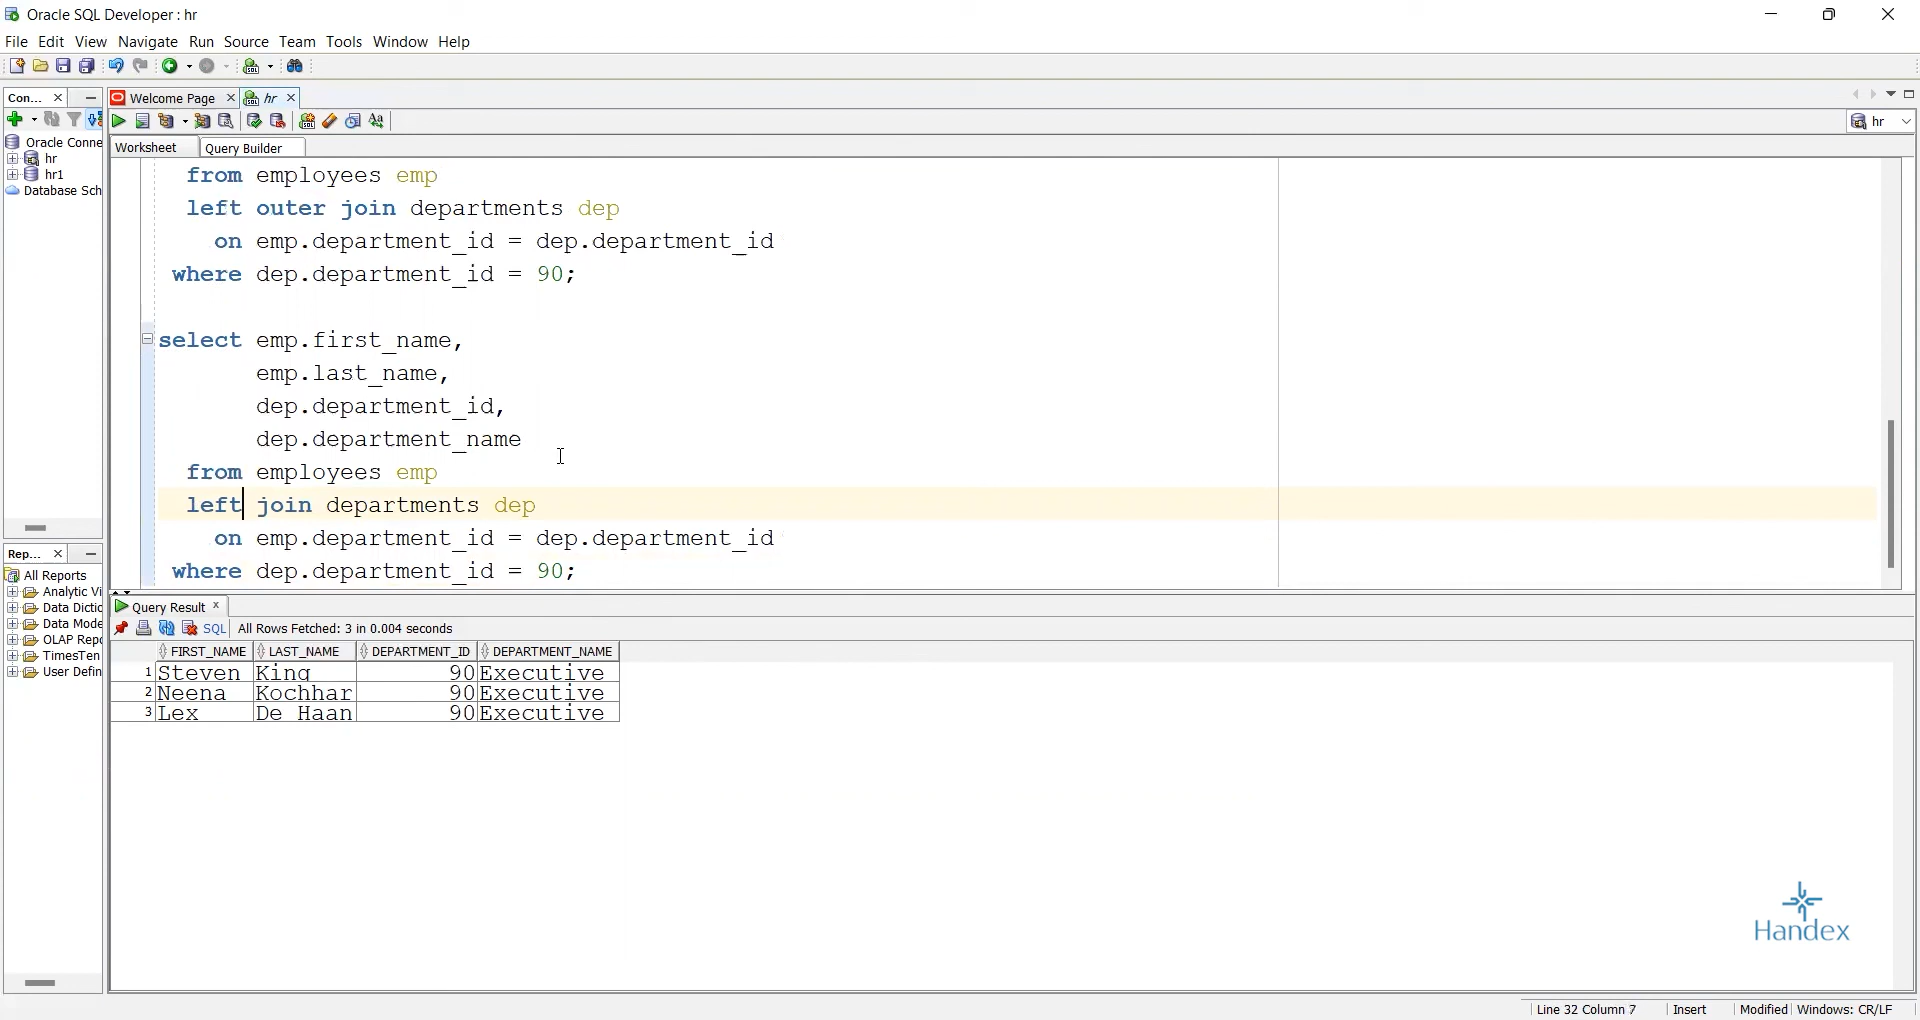 Oracle SQL Developer : hr
File Edit View Navigate Run Source Team Tools Window Help
Con...
Welcome Page
hr
hr
Worksheet
Query Builder
Oracle Conne
hr
hr1
Database Sch
from employees emp
left outer join departments dep
on emp.department_id = dep.department_id
where dep.department_id = 90;
select emp.first_name,
emp.last_name,
dep.department_id,
dep.department_name
from employees emp
left join departments dep
on emp.department_id = dep.department_id
where dep.department_id = 90;
Rep...
All Reports
Analytic Vi
Data Dictio
Data Mode
OLAP Repo
TimesTen
User Defin
Query Result
SQL All Rows Fetched: 3 in 0.004 seconds
FIRST_NAME LAST_NAME DEPARTMENT_ID DEPARTMENT_NAME
1 Steven King 90 Executive
2 Neena Kochhar 90 Executive
3 Lex De Haan 90 Executive
Handex
Line 32 Column 7 Insert Modified Windows: CR/LF